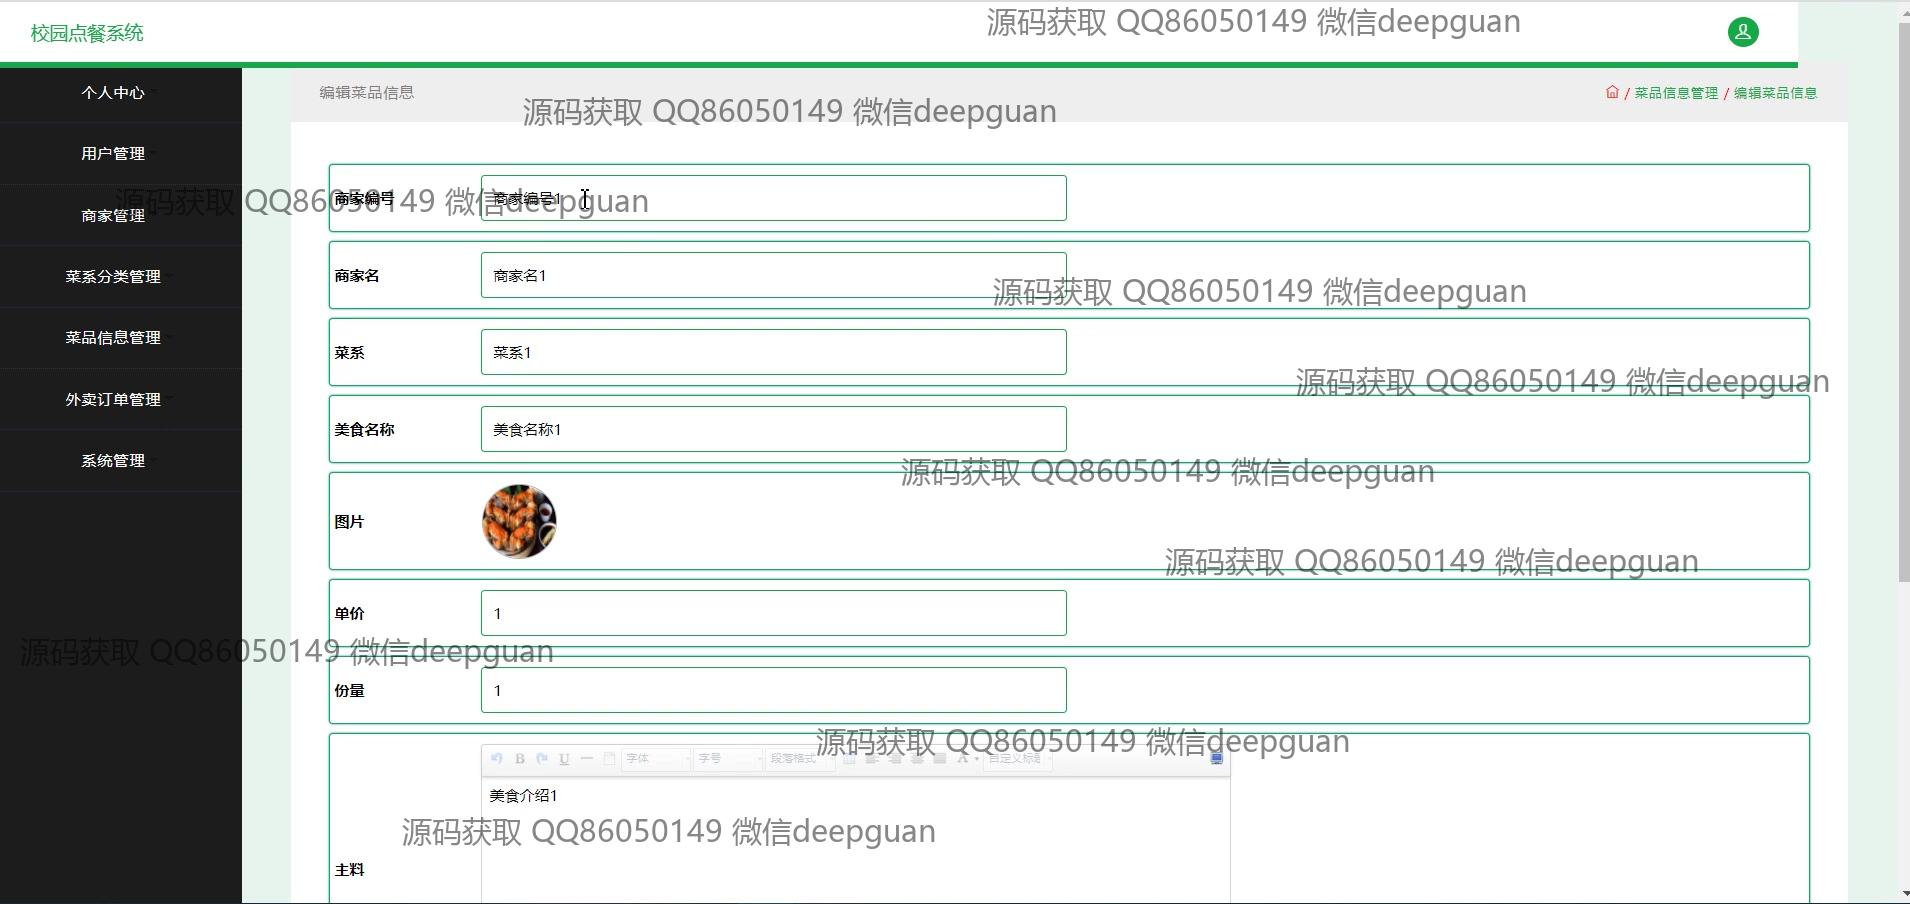 校园点餐系统
源码获取 QQ86050149 微信deepguan
个人中心
用户管理
商家管理
菜系分类管理
菜品信息管理
外卖订单管理
系统管理
编辑菜品信息
/ 菜品信息管理 / 编辑菜品信息
源码获取 QQ86050149 微信deepguan
商家编号 商家编号1
源码获取 QQ86050149 微信deepguan
商家名 商家名1
源码获取 QQ86050149 微信deepguan
菜系 菜系1
源码获取 QQ86050149 微信deepguan
美食名称 美食名称1
源码获取 QQ86050149 微信deepguan
图片
源码获取 QQ86050149 微信deepguan
单价 1
源码获取 QQ86050149 微信deepguan
份量 1
源码获取 QQ86050149 微信deepguan
B U 字体 字号 段落格式 A 自定义标题
美食介绍1
源码获取 QQ86050149 微信deepguan
主料